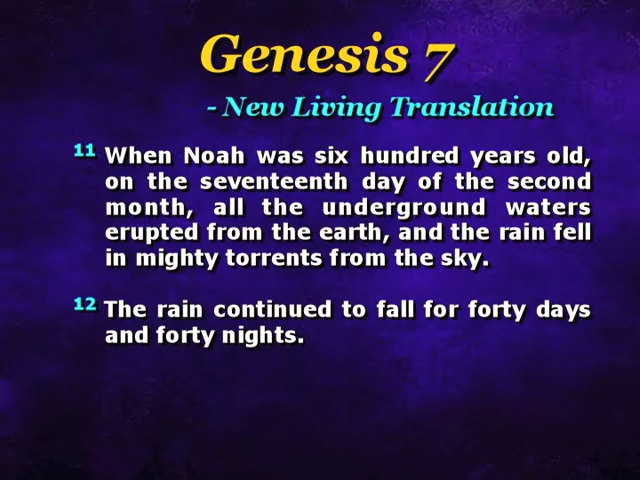 Genesis 7
- New Living Translation
11 When Noah was six hundred years old,
on the seventeenth day of the second
month, all the underground waters
erupted from the earth, and the rain fell
in mighty torrents from the sky.
12 The rain continued to fall for forty days
and forty nights.